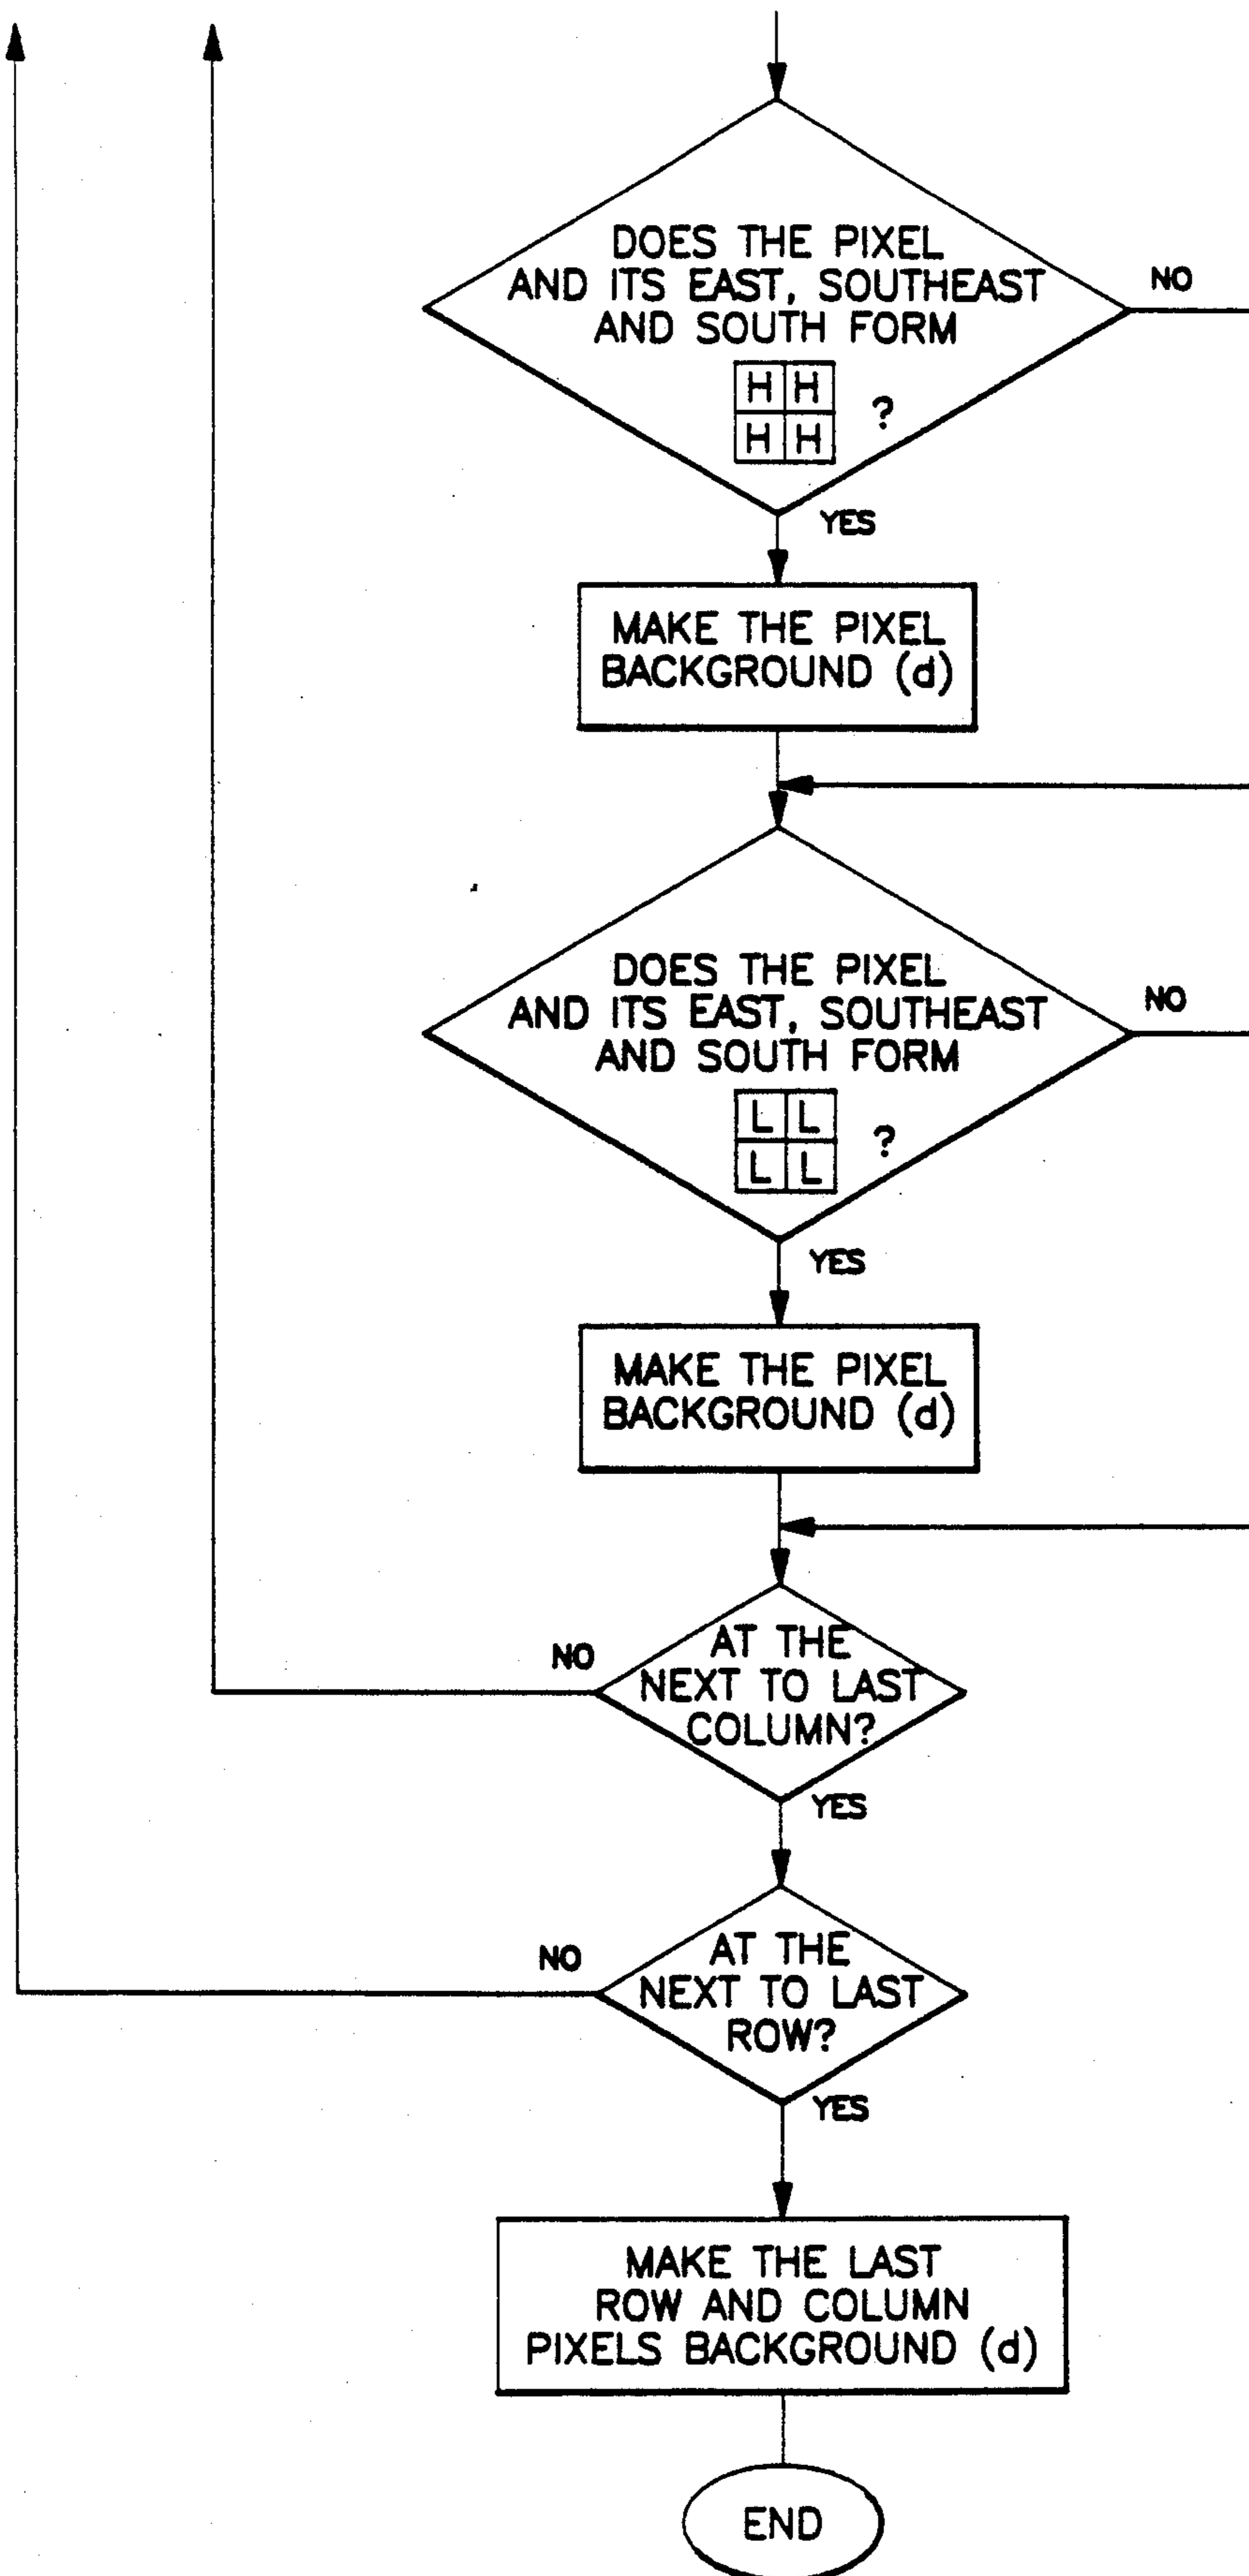 DOES THE PIXEL
AND ITS EAST, SOUTHEAST
AND SOUTH FORM
H H
H H
?
NO
YES
MAKE THE PIXEL
BACKGROUND (d)
DOES THE PIXEL
AND ITS EAST, SOUTHEAST
AND SOUTH FORM
L L
L L
?
NO
YES
MAKE THE PIXEL
BACKGROUND (d)
NO
AT THE
NEXT TO LAST
COLUMN?
YES
NO
AT THE
NEXT TO LAST
ROW?
YES
MAKE THE LAST
ROW AND COLUMN
PIXELS BACKGROUND (d)
END